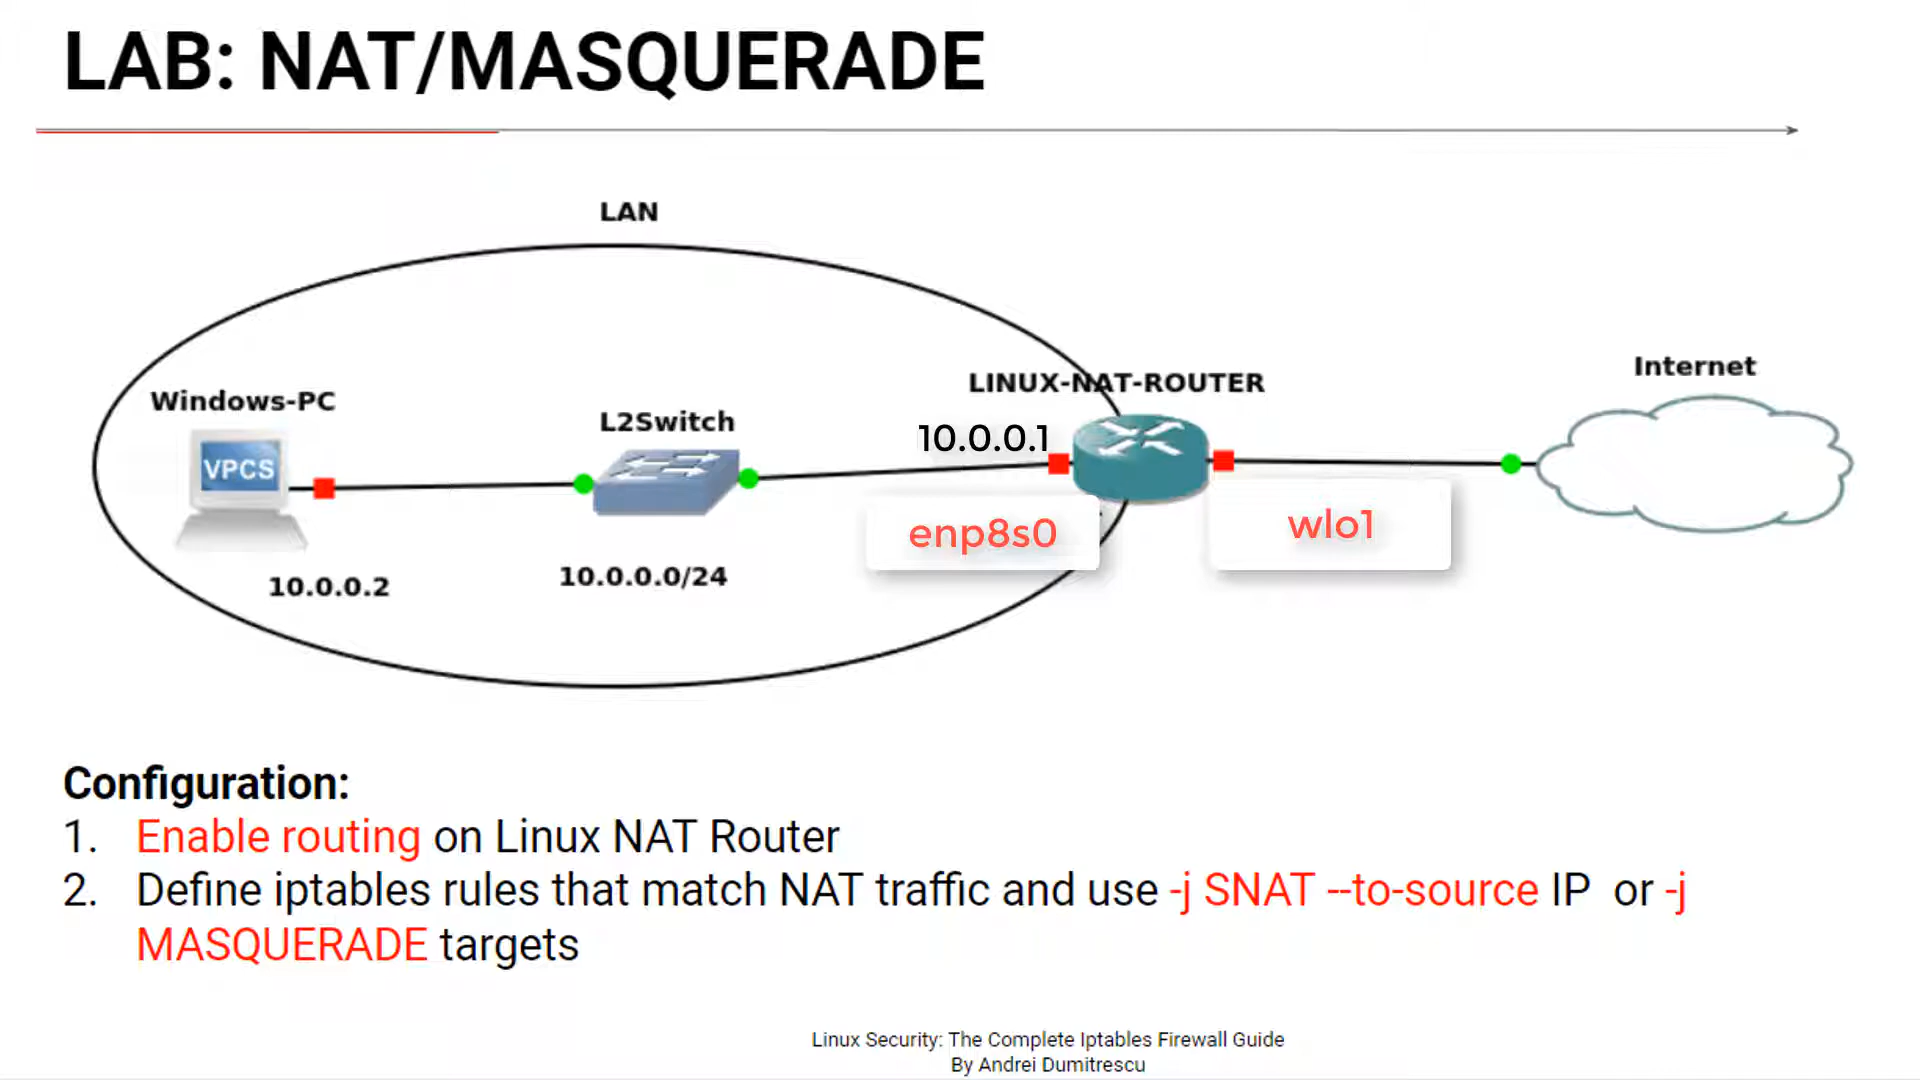 LAB: NAT/MASQUERADE
LAN
Internet
LINUX-NAT-ROUTER
Windows-PC
L2Switch
10.0.0.1
VPCS
enp8s0
wlo1
10.0.0.2
10.0.0.0/24
Configuration:
1. Enable routing on Linux NAT Router
2. Define iptables rules that match NAT traffic and use -j SNAT --to-source IP or -j
MASQUERADE targets
Linux Security: The Complete Iptables Firewall Guide
By Andrei Dumitrescu